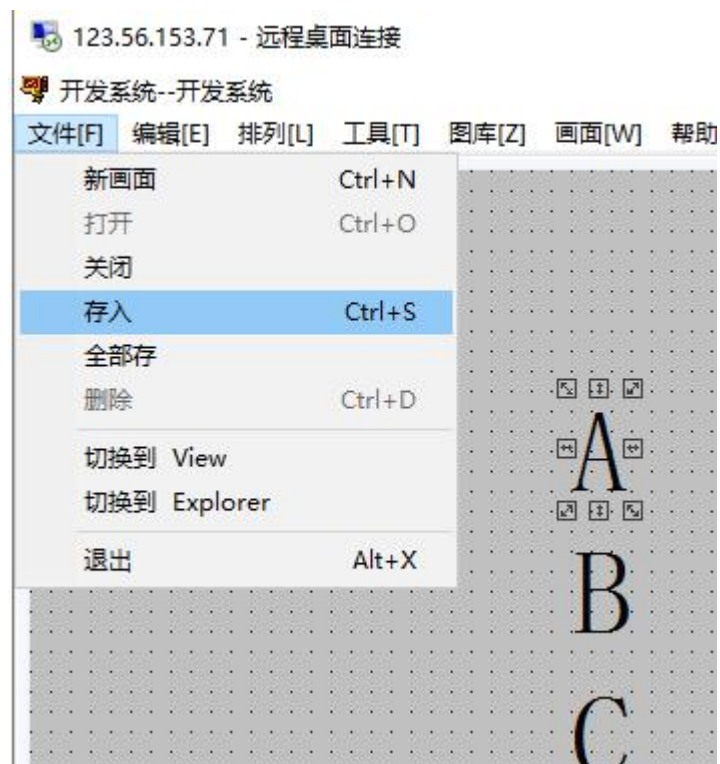 123.56.153.71 - 远程桌面连接
开发系统--开发系统
文件[F] 编辑[E] 排列[L] 工具[T] 图库[Z] 画面[W] 帮助
新画面 Ctrl+N
打开 Ctrl+O
关闭
存入 Ctrl+S
全部存
删除 Ctrl+D
切换到 View
切换到 Explorer
退出 Alt+X
A
B
C